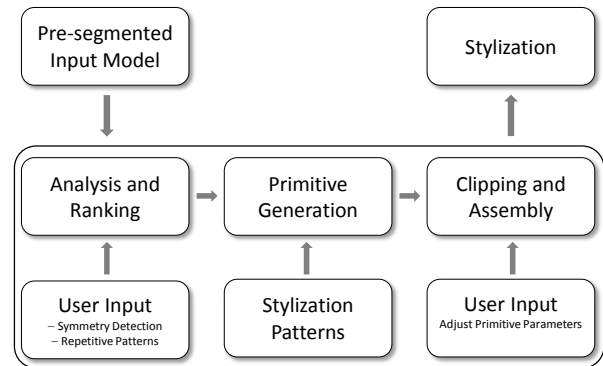 Pre-segmented
Input Model
Stylization
Analysis and
Ranking
Primitive
Generation
Clipping and
Assembly
User Input
– Symmetry Detection
– Repetitive Patterns
Stylization
Patterns
User Input
Adjust Primitive Parameters